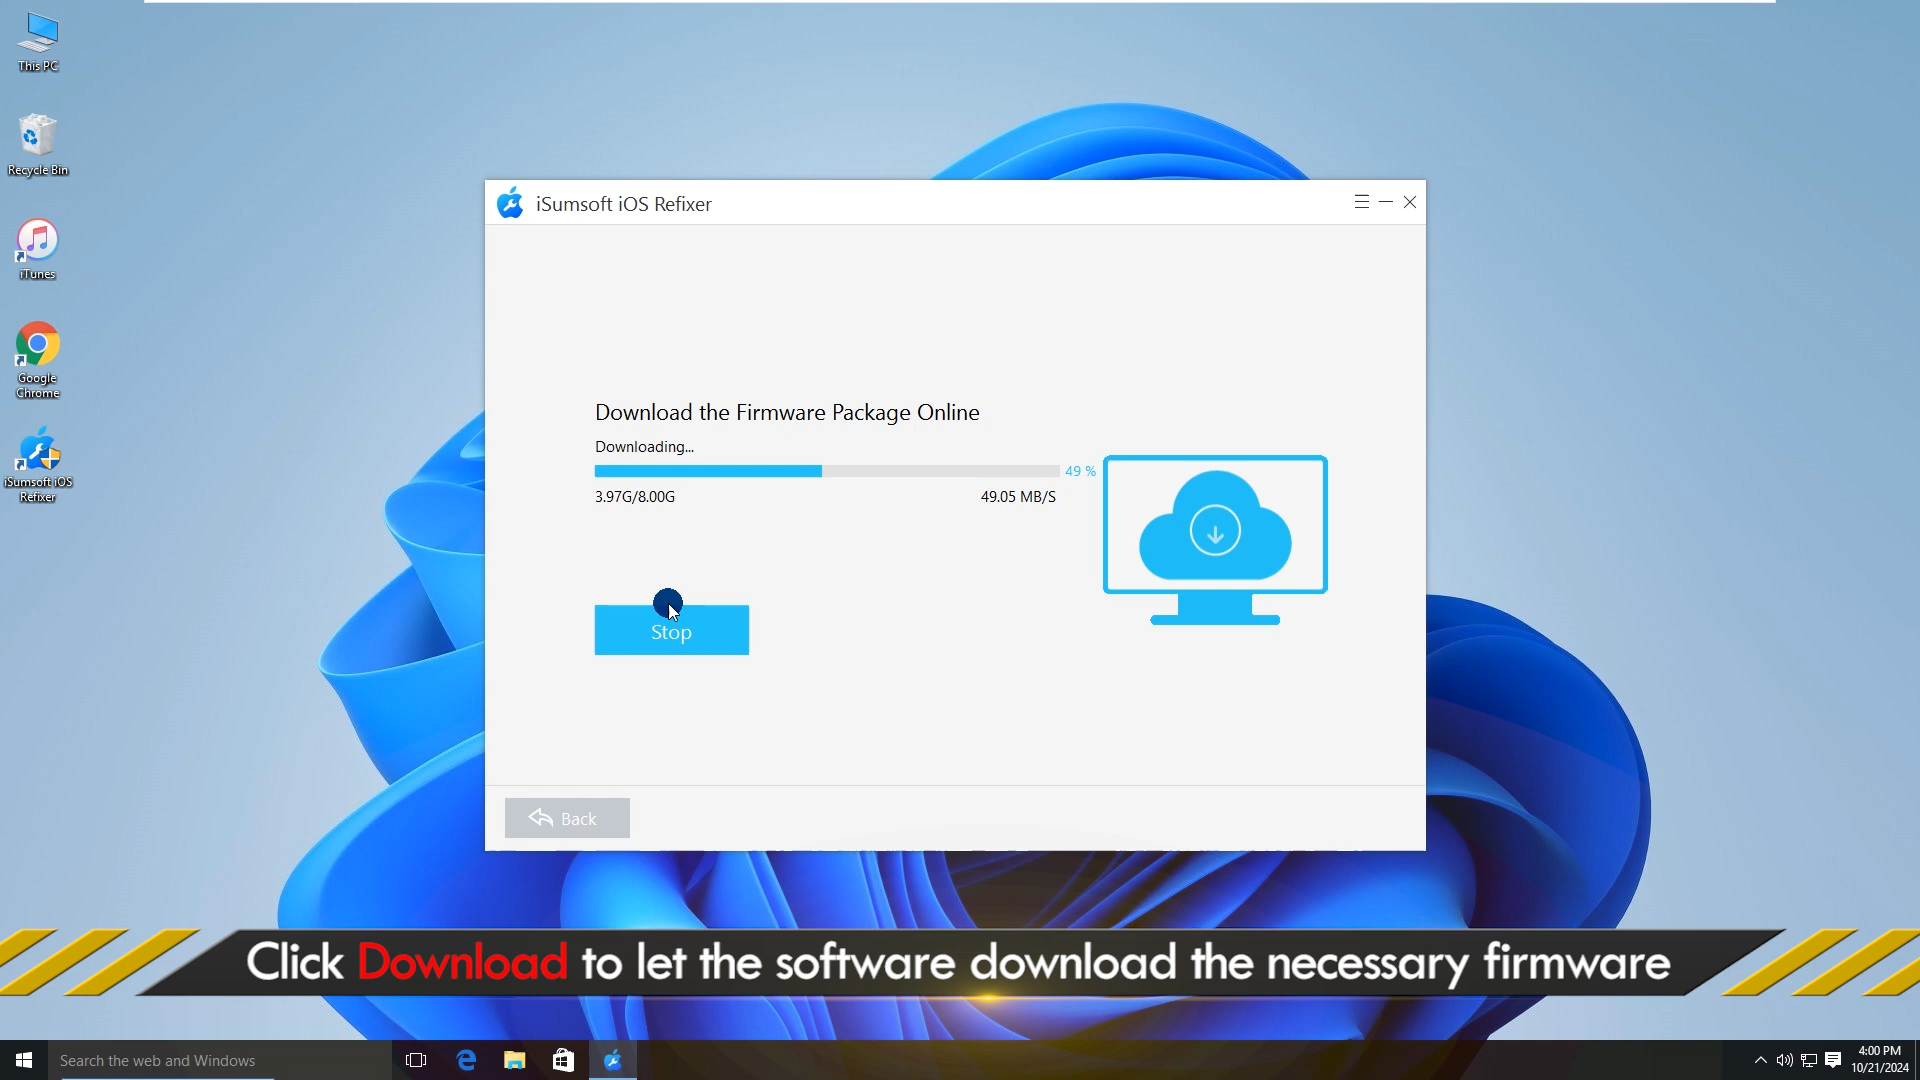 This PC
Recycle Bin
iTunes
Google
Chrome
iSumsoft iOS
Refixer
iSumsoft iOS Refixer
Download the Firmware Package Online
Downloading...
49 %
3.97G/8.00G
49.05 MB/S
Stop
Back
Click Download to let the software download the necessary firmware
Search the web and Windows
4:00 PM
10/21/2024